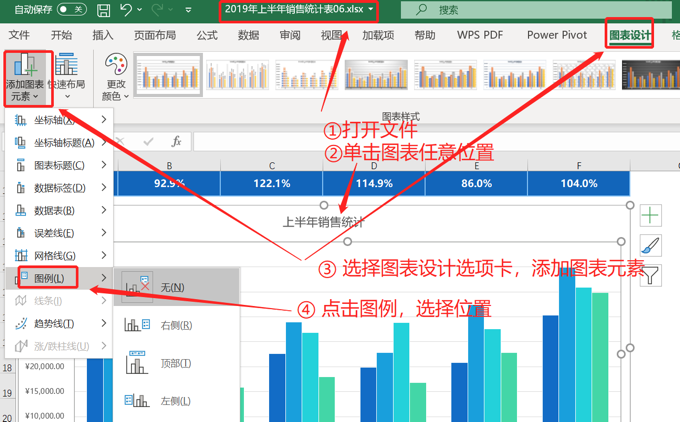 自动保存 关 2019年上半年销售统计表06.xlsx 搜索
文件 开始 插入 页面布局 公式 数据 审阅 视图 加载项 帮助 WPS PDF Power Pivot 图表设计 格
添加图表元素 快速布局 更改颜色
图表样式
①打开文件
②单击图表任意位置
坐标轴(X)
fx
坐标轴标题(A)
B C D E F
图表标题(C)
数据标签(D) 92.9% 122.1% 114.9% 86.0% 104.0%
数据表(B)
上半年销售统计
误差线(E)
网格线(G)
③ 选择图表设计选项卡，添加图表元素
图例(L) 无(N)
线条(I)
④ 点击图例，选择位置
趋势线(T) 右侧(R)
涨/跌柱线(U)
顶部(T)
18 ¥20,000.00
19 ¥15,000.00
左侧(L)
20 ¥10,000.00